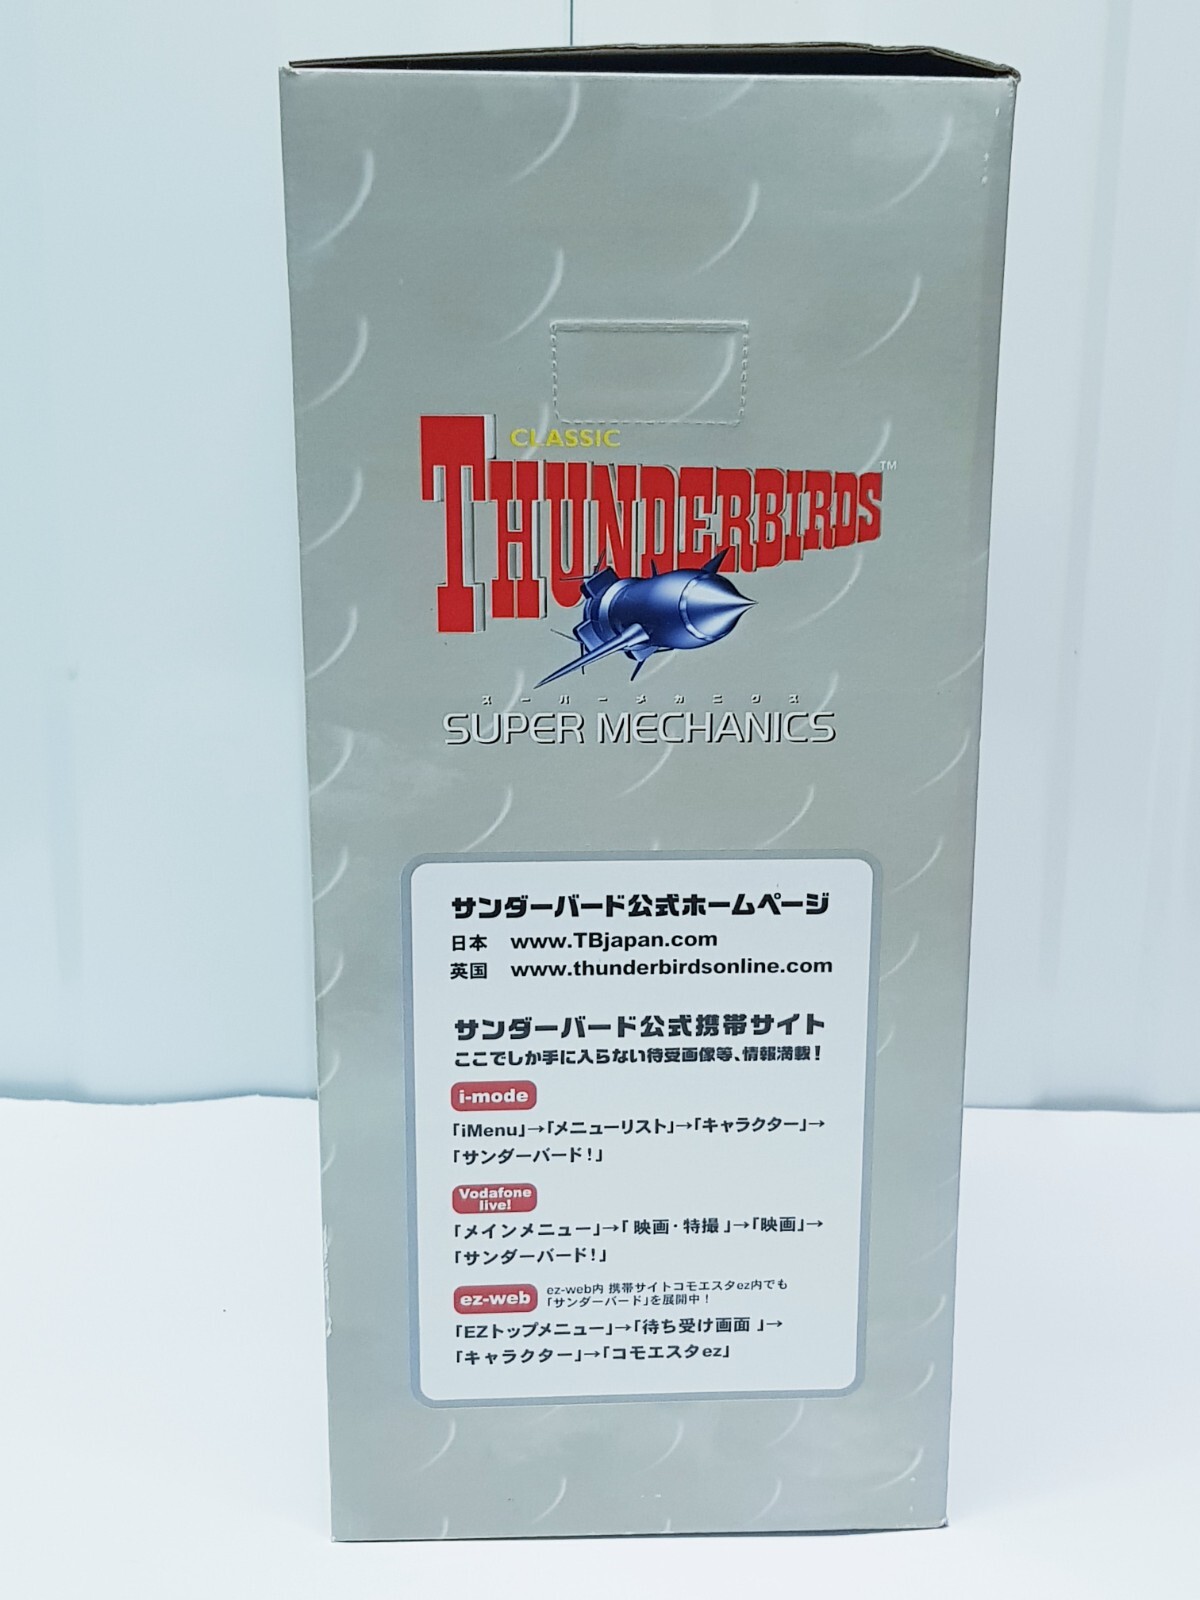 CLASSIC
THUNDERBIRDS™
スーパーメカニクス
SUPER MECHANICS
サンダーバード公式ホームページ
日本 www.TBjapan.com
英国 www.thunderbirdsonline.com
サンダーバード公式携帯サイト
ここでしか手に入らない待受画像等、情報満載！
i-mode
「iMenu」→「メニューリスト」→「キャラクター」→
「サンダーバード！」
Vodafone
live!
「メインメニュー」→「映画・特撮」→「映画」→
「サンダーバード！」
ez-web
ez-web内 携帯サイトコモエスタez内でも
「サンダーバード」を展開中！
「EZトップメニュー」→「待ち受け画面」→
「キャラクター」→「コモエスタez」